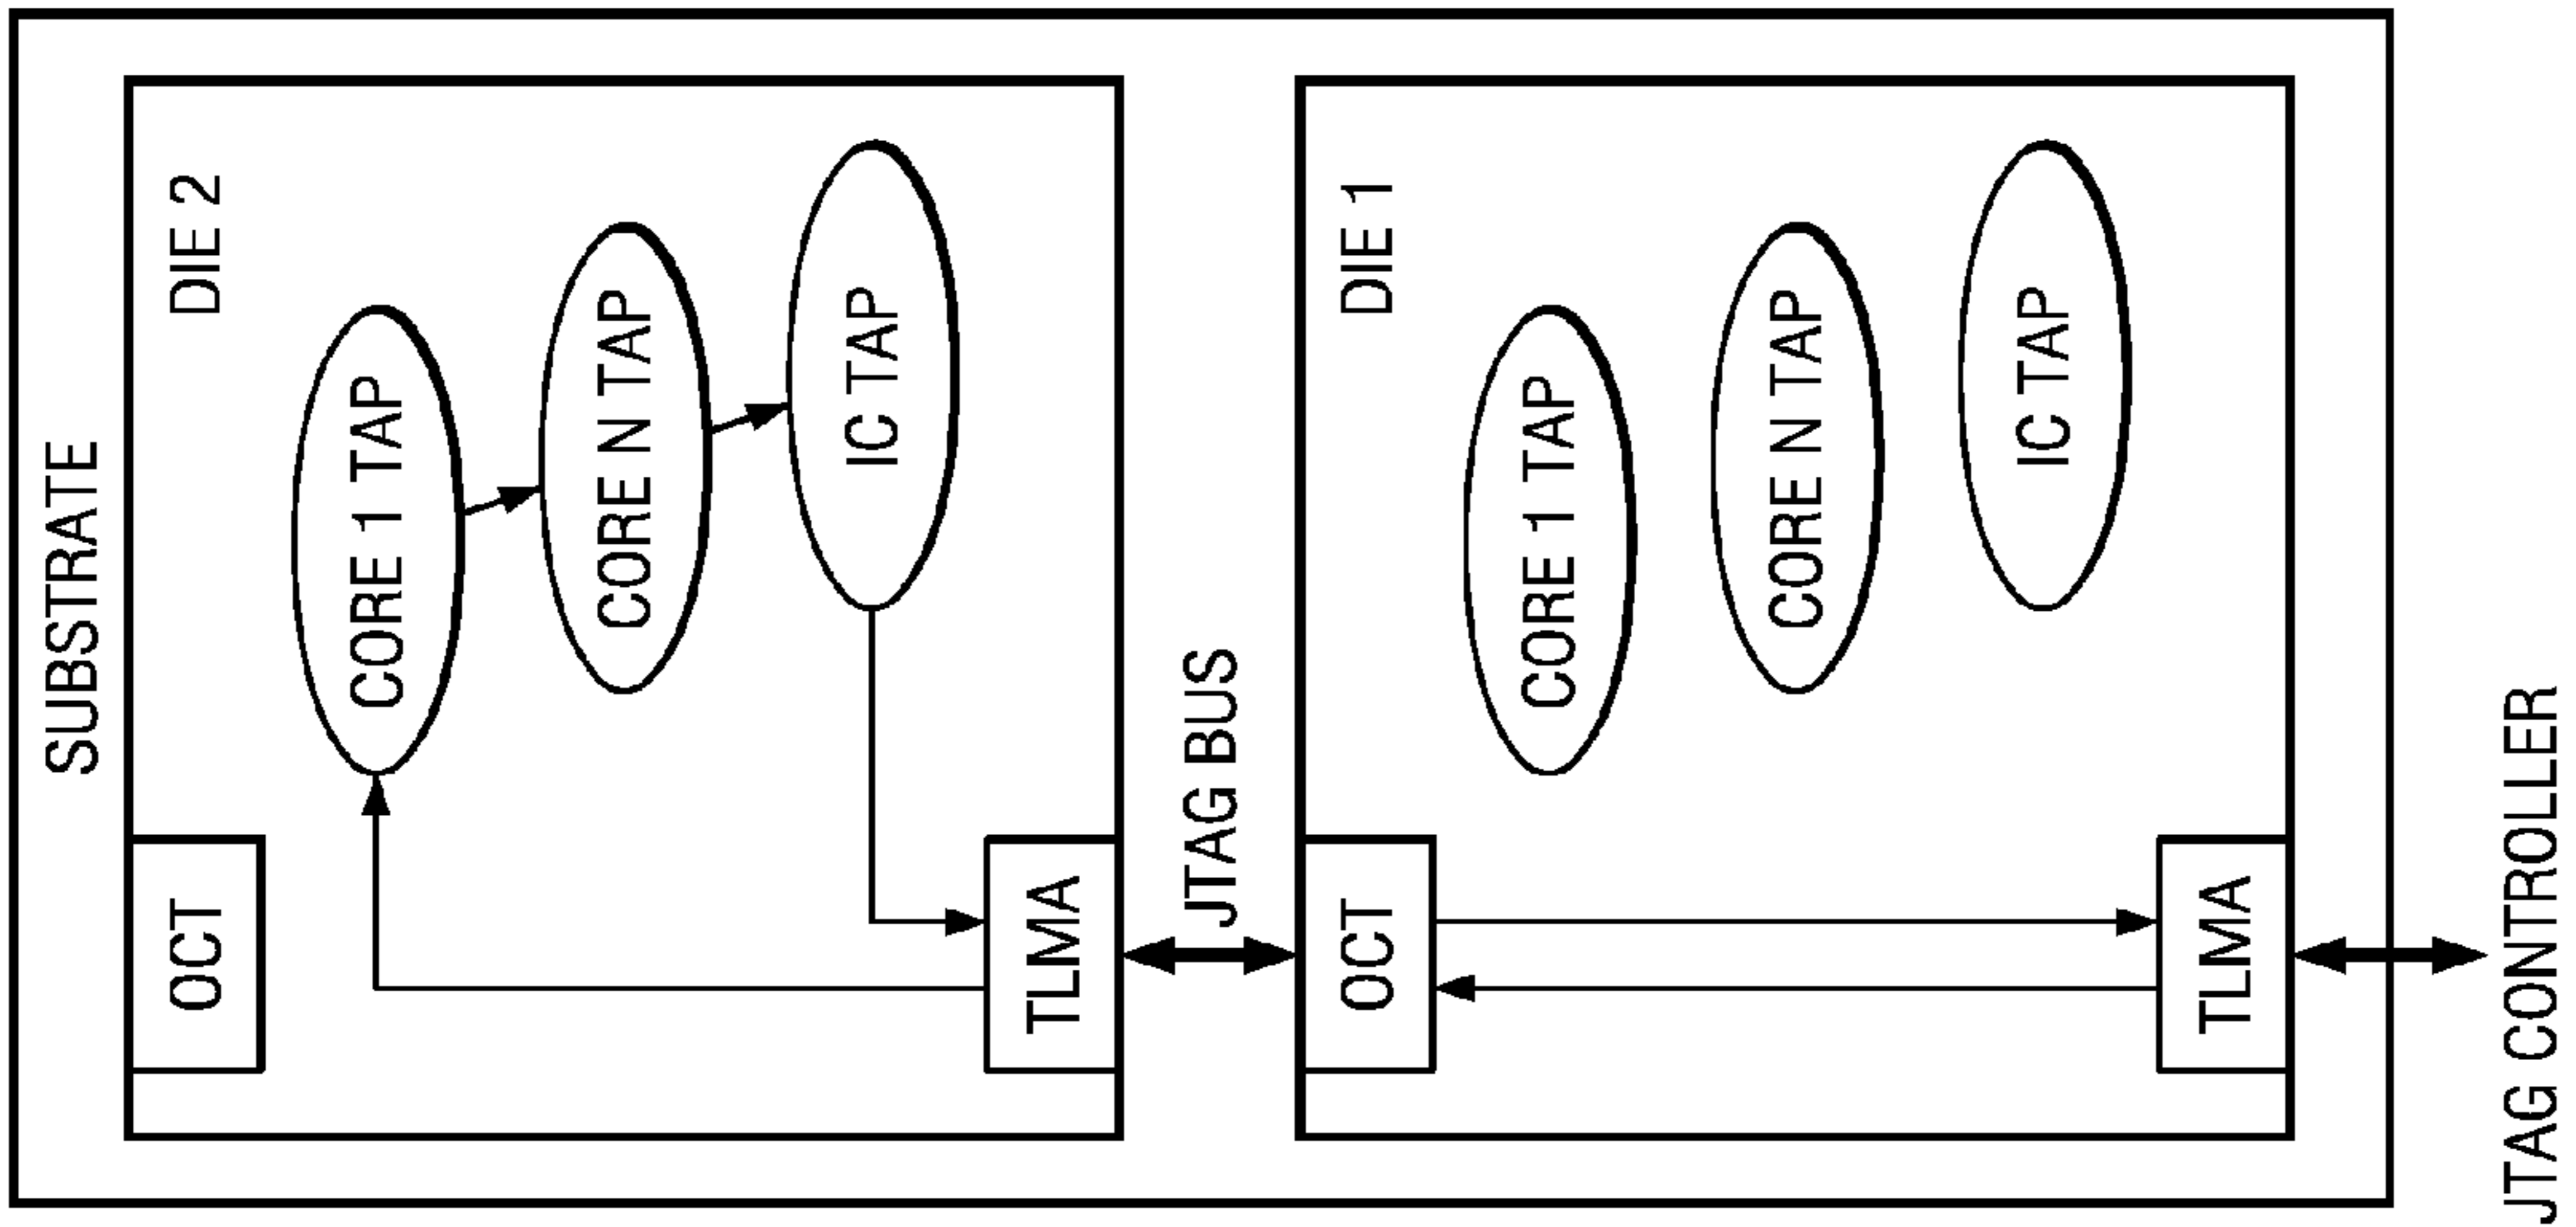 SUBSTRATE
DIE 2
OCT
CORE 1 TAP
CORE N TAP
IC TAP
TLMA
JTAG BUS
DIE 1
OCT
CORE 1 TAP
CORE N TAP
IC TAP
TLMA
JTAG CONTROLLER